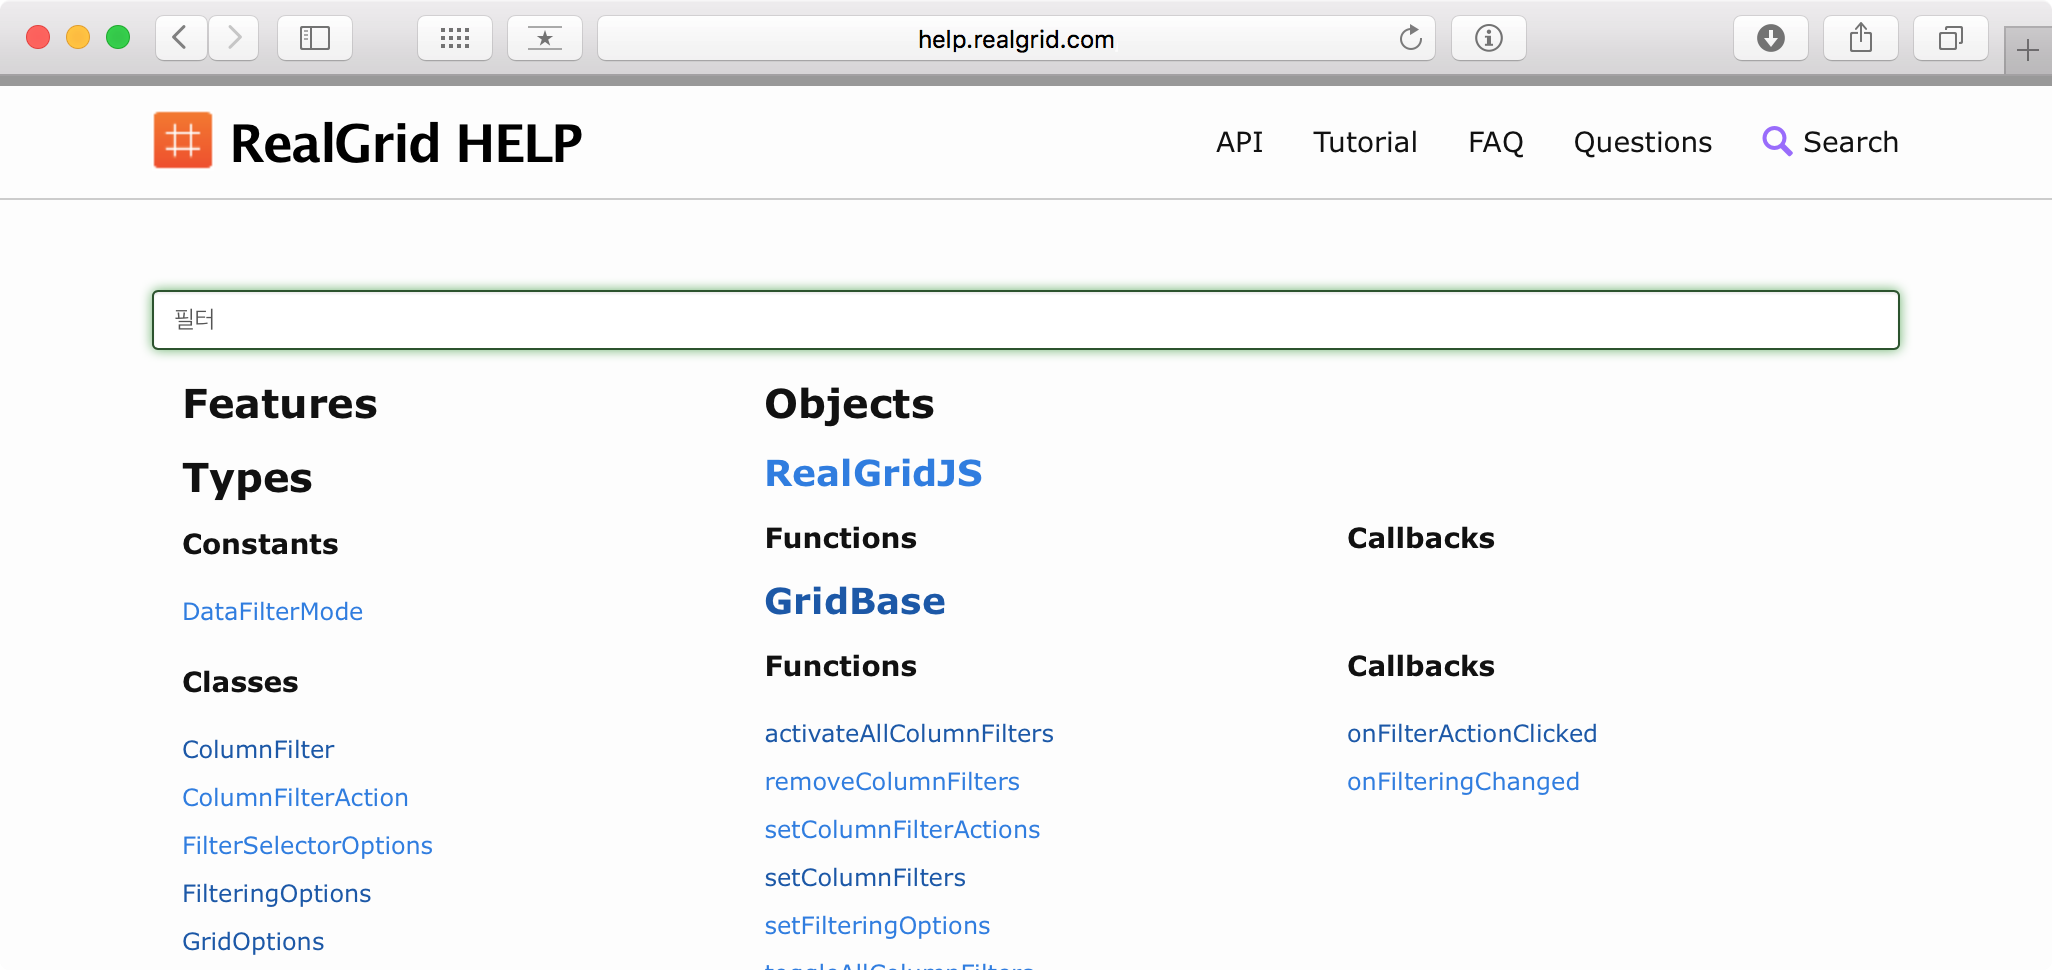 help.realgrid.com
RealGrid HELP
API Tutorial FAQ Questions Search
필터
Features
Types
Constants
DataFilterMode
Classes
ColumnFilter
ColumnFilterAction
FilterSelectorOptions
FilteringOptions
GridOptions
Objects
RealGridJS
Functions
Callbacks
GridBase
Functions
activateAllColumnFilters
removeColumnFilters
setColumnFilterActions
setColumnFilters
setFilteringOptions
toggleAllColumnFilters
Callbacks
onFilterActionClicked
onFilteringChanged